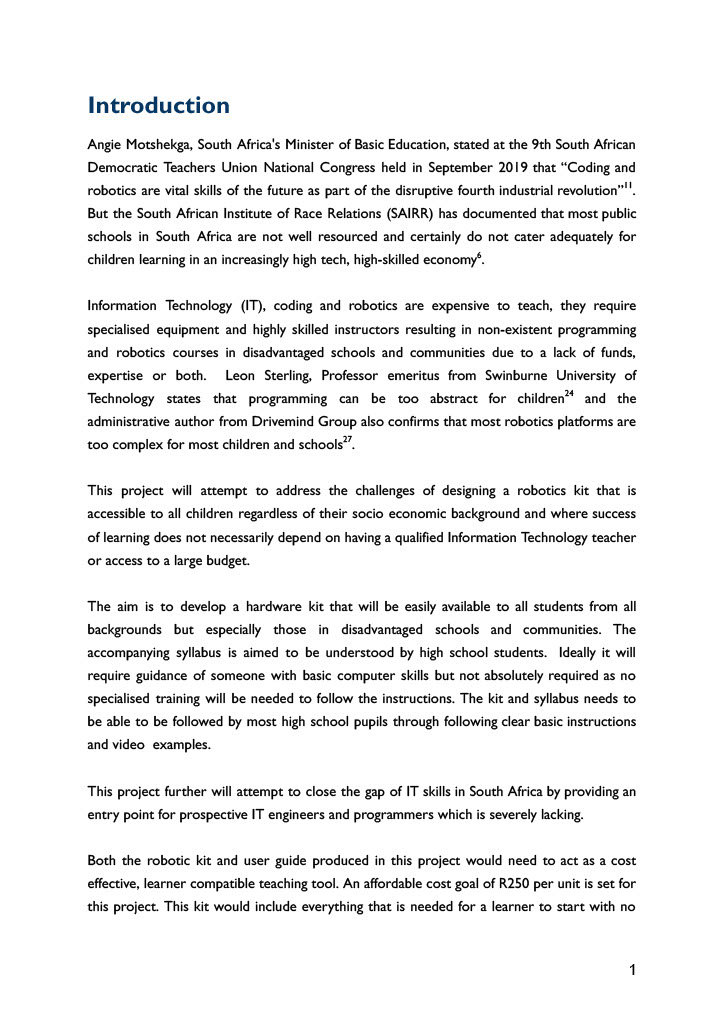 Introduction
Angie Motshekga, South Africa's Minister of Basic Education, stated at the 9th South African
Democratic Teachers Union National Congress held in September 2019 that “Coding and
robotics are vital skills of the future as part of the disruptive fourth industrial revolution”11.
But the South African Institute of Race Relations (SAIRR) has documented that most public
schools in South Africa are not well resourced and certainly do not cater adequately for
children learning in an increasingly high tech, high-skilled economy6.
Information Technology (IT), coding and robotics are expensive to teach, they require
specialised equipment and highly skilled instructors resulting in non-existent programming
and robotics courses in disadvantaged schools and communities due to a lack of funds,
expertise or both.  Leon Sterling, Professor emeritus from Swinburne University of
Technology states that programming can be too abstract for children24 and the
administrative author from Drivemind Group also confirms that most robotics platforms are
too complex for most children and schools27.
This project will attempt to address the challenges of designing a robotics kit that is
accessible to all children regardless of their socio economic background and where success
of learning does not necessarily depend on having a qualified Information Technology teacher
or access to a large budget.
The aim is to develop a hardware kit that will be easily available to all students from all
backgrounds but especially those in disadvantaged schools and communities. The
accompanying syllabus is aimed to be understood by high school students.  Ideally it will
require guidance of someone with basic computer skills but not absolutely required as no
specialised training will be needed to follow the instructions. The kit and syllabus needs to
be able to be followed by most high school pupils through following clear basic instructions
and video  examples.
This project further will attempt to close the gap of IT skills in South Africa by providing an
entry point for prospective IT engineers and programmers which is severely lacking.
Both the robotic kit and user guide produced in this project would need to act as a cost
effective, learner compatible teaching tool. An affordable cost goal of R250 per unit is set for
this project. This kit would include everything that is needed for a learner to start with no
1